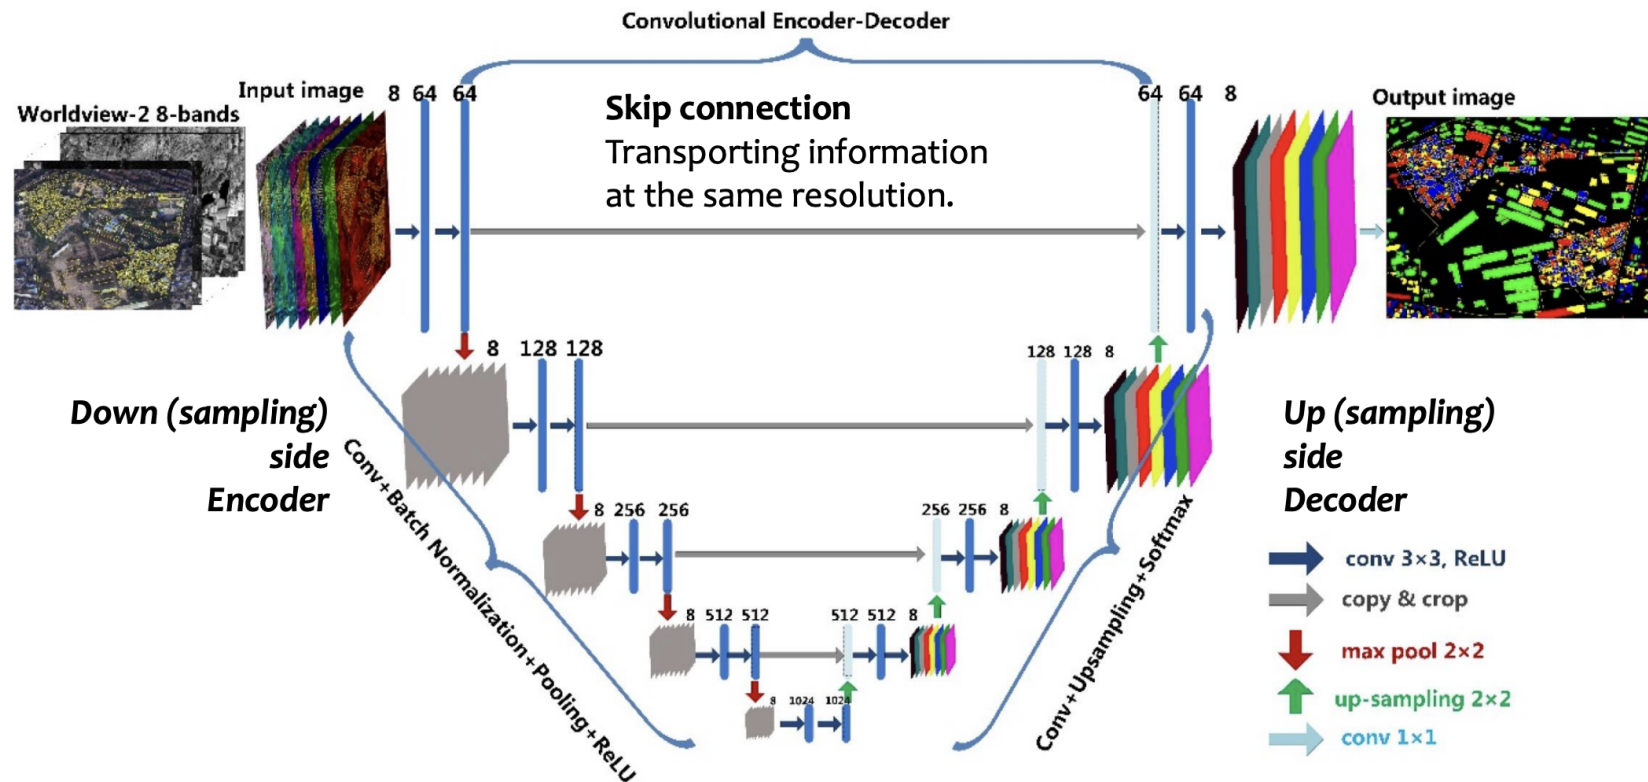 Convolutional Encoder-Decoder
Worldview-2 8-bands
Input image
8 64 64
Skip connection
Transporting information
at the same resolution.
64 64 8
Output image
8 128 128
128 128 8
Down (sampling)
side
Encoder
Up (sampling)
side
Decoder
8 256 256
256 256 8
8 512 512
512 512 8
8 1024 1024
Conv+Batch Normalization+Pooling+ReLU
Conv+Upsampling+Softmax
conv 3×3, ReLU
copy & crop
max pool 2×2
up-sampling 2×2
conv 1×1